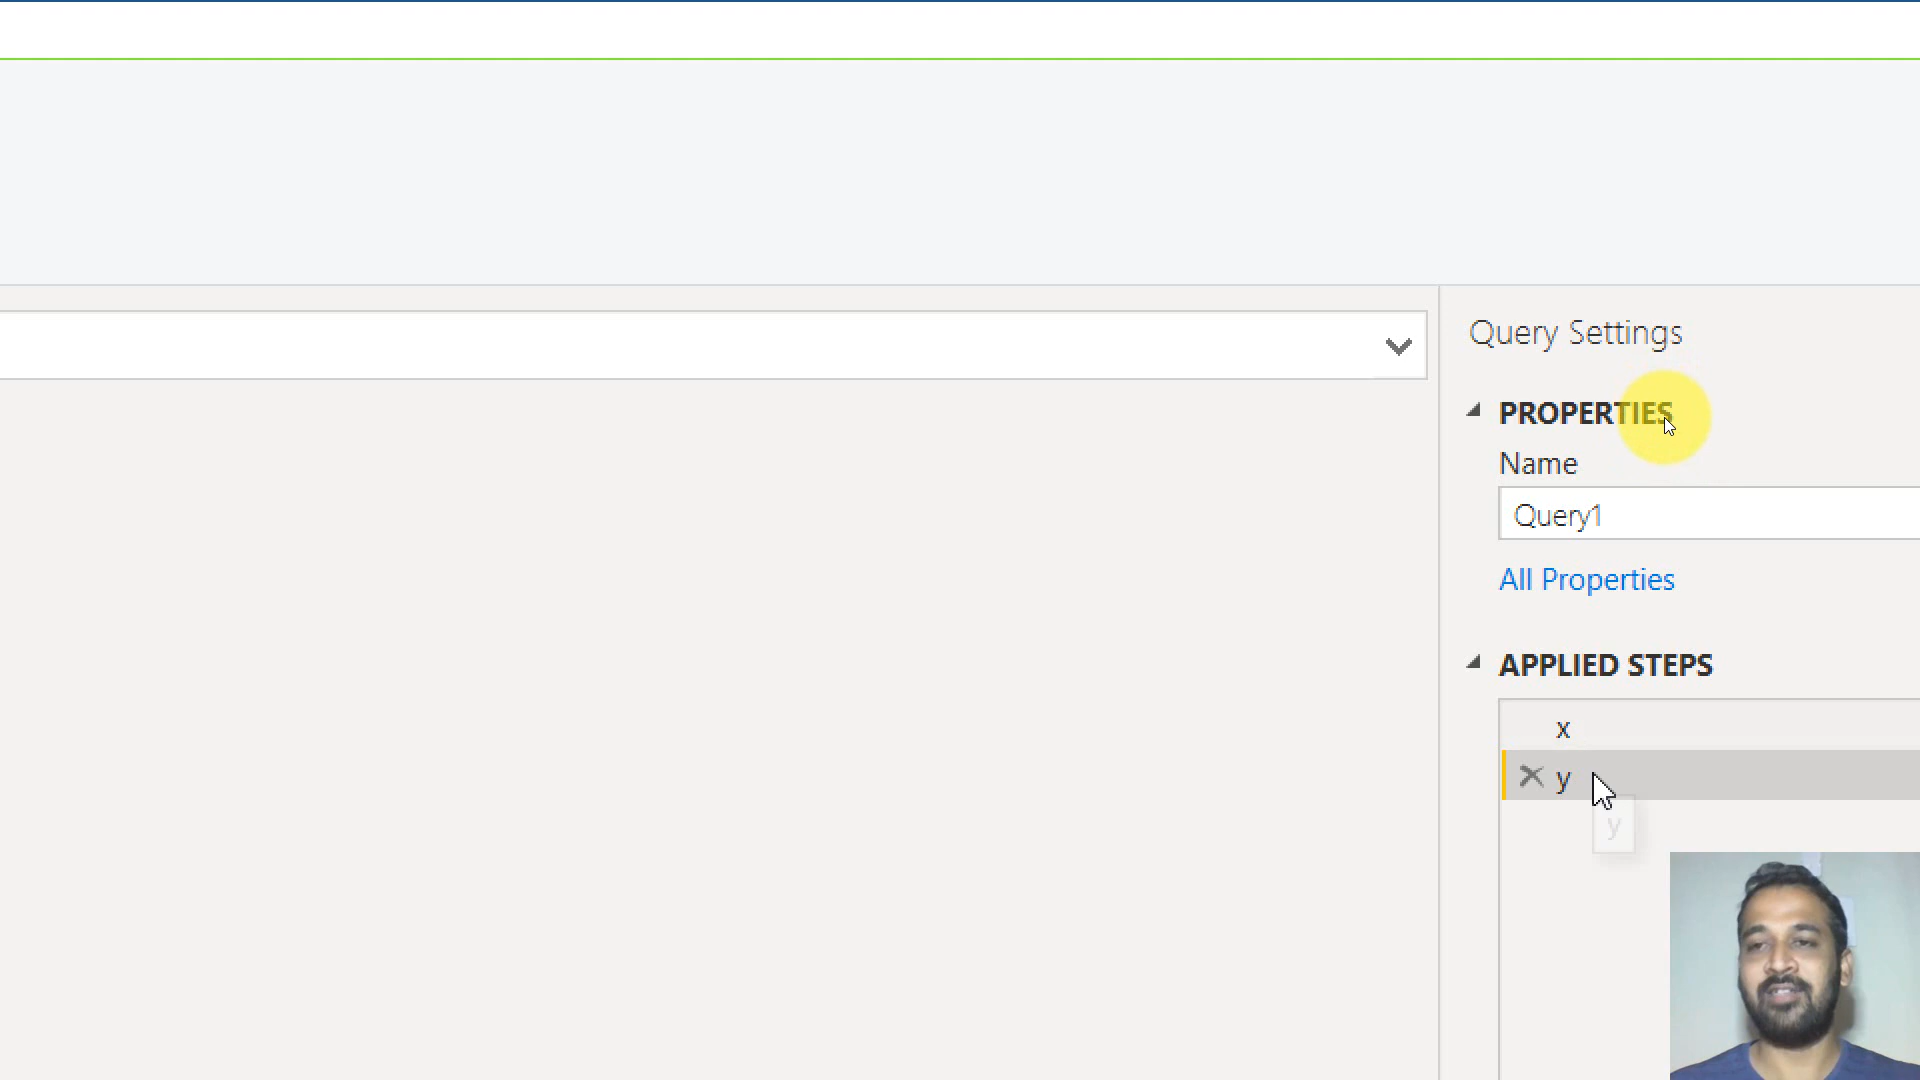 Query Settings
PROPERTIES
Name
Query1
All Properties
APPLIED STEPS
x
y
y